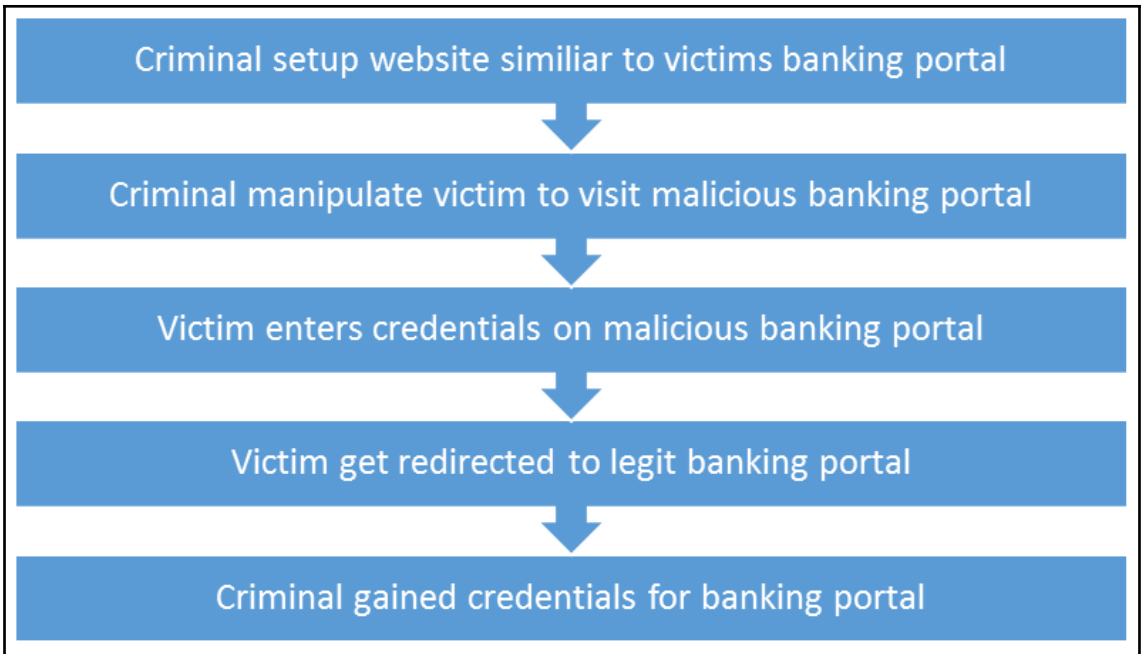 Criminal setup website similiar to victims banking portal
Criminal manipulate victim to visit malicious banking portal
Victim enters credentials on malicious banking portal
Victim get redirected to legit banking portal
Criminal gained credentials for banking portal